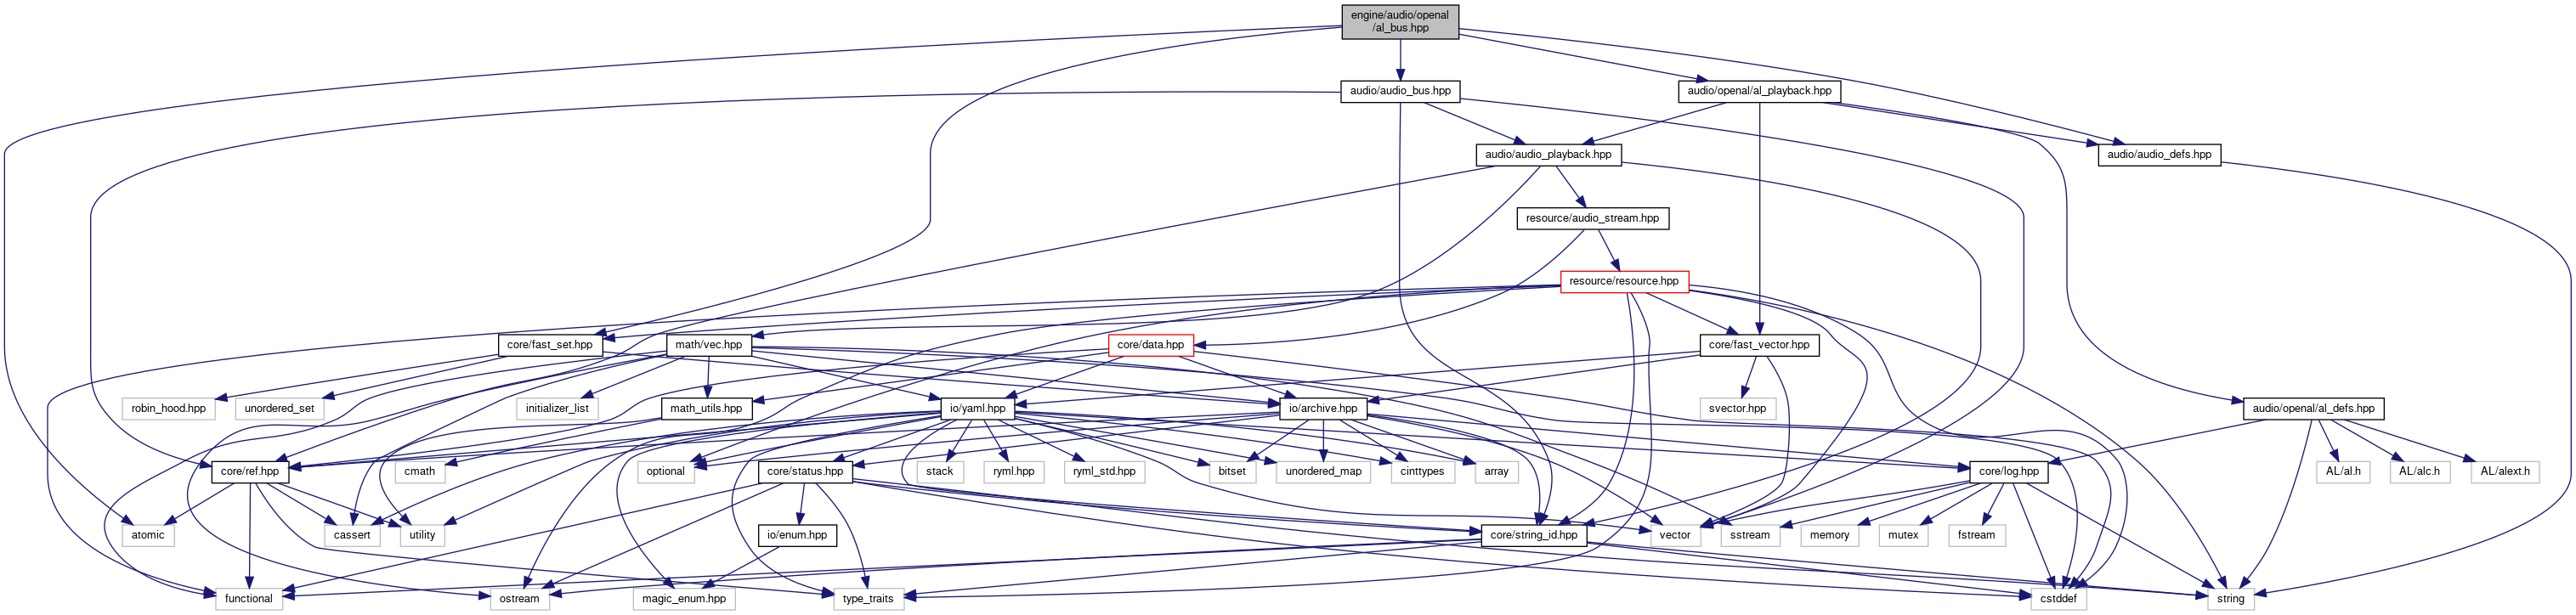 engine/audio/openal
/al_bus.hpp
audio/audio_bus.hpp
audio/openal/al_playback.hpp
audio/audio_playback.hpp
audio/audio_defs.hpp
resource/audio_stream.hpp
resource/resource.hpp
core/fast_set.hpp
math/vec.hpp
core/data.hpp
core/fast_vector.hpp
robin_hood.hpp
unordered_set
initializer_list
math_utils.hpp
io/yaml.hpp
io/archive.hpp
svector.hpp
audio/openal/al_defs.hpp
core/ref.hpp
cmath
optional
core/status.hpp
stack
ryml.hpp
ryml_std.hpp
bitset
unordered_map
cinttypes
array
core/log.hpp
AL/al.h
AL/alc.h
AL/alext.h
atomic
cassert
utility
io/enum.hpp
core/string_id.hpp
vector
sstream
memory
mutex
fstream
functional
ostream
magic_enum.hpp
type_traits
cstddef
string